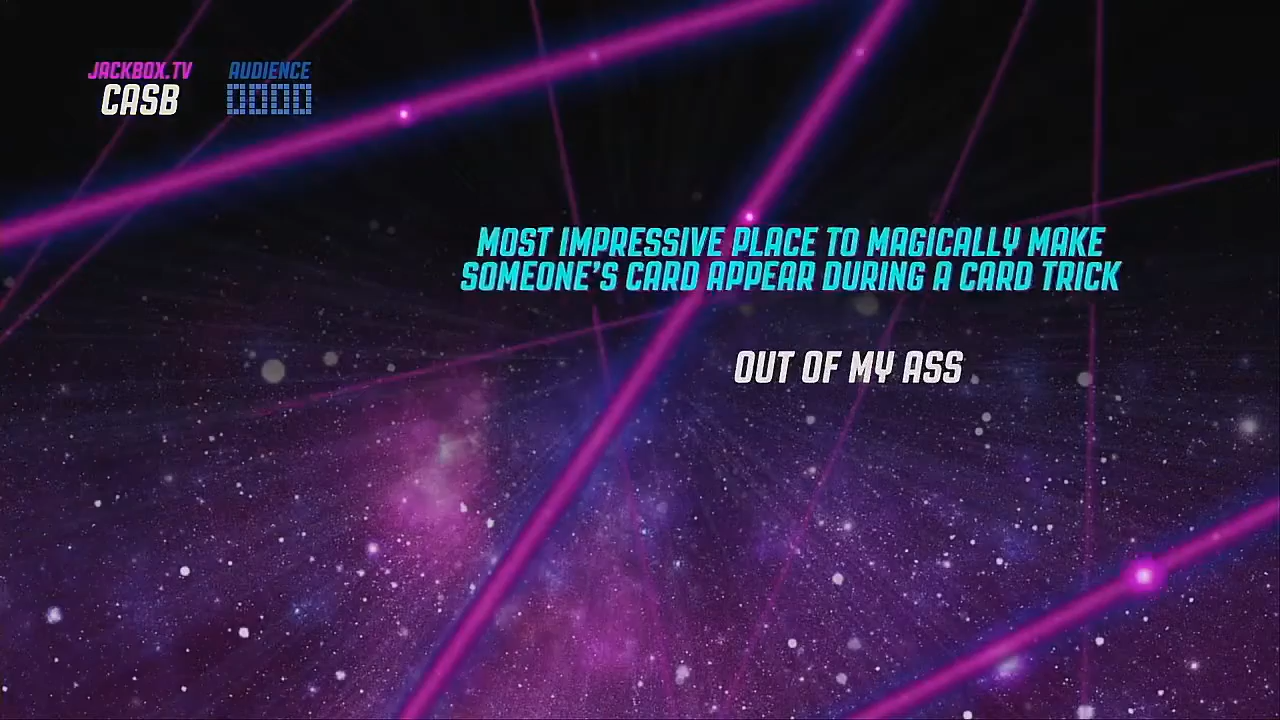 JACKBOX.TV
CASB
AUDIENCE
MOST IMPRESSIVE PLACE TO MAGICALLY MAKE
SOMEONE'S CARD APPEAR DURING A CARD TRICK
OUT OF MY ASS